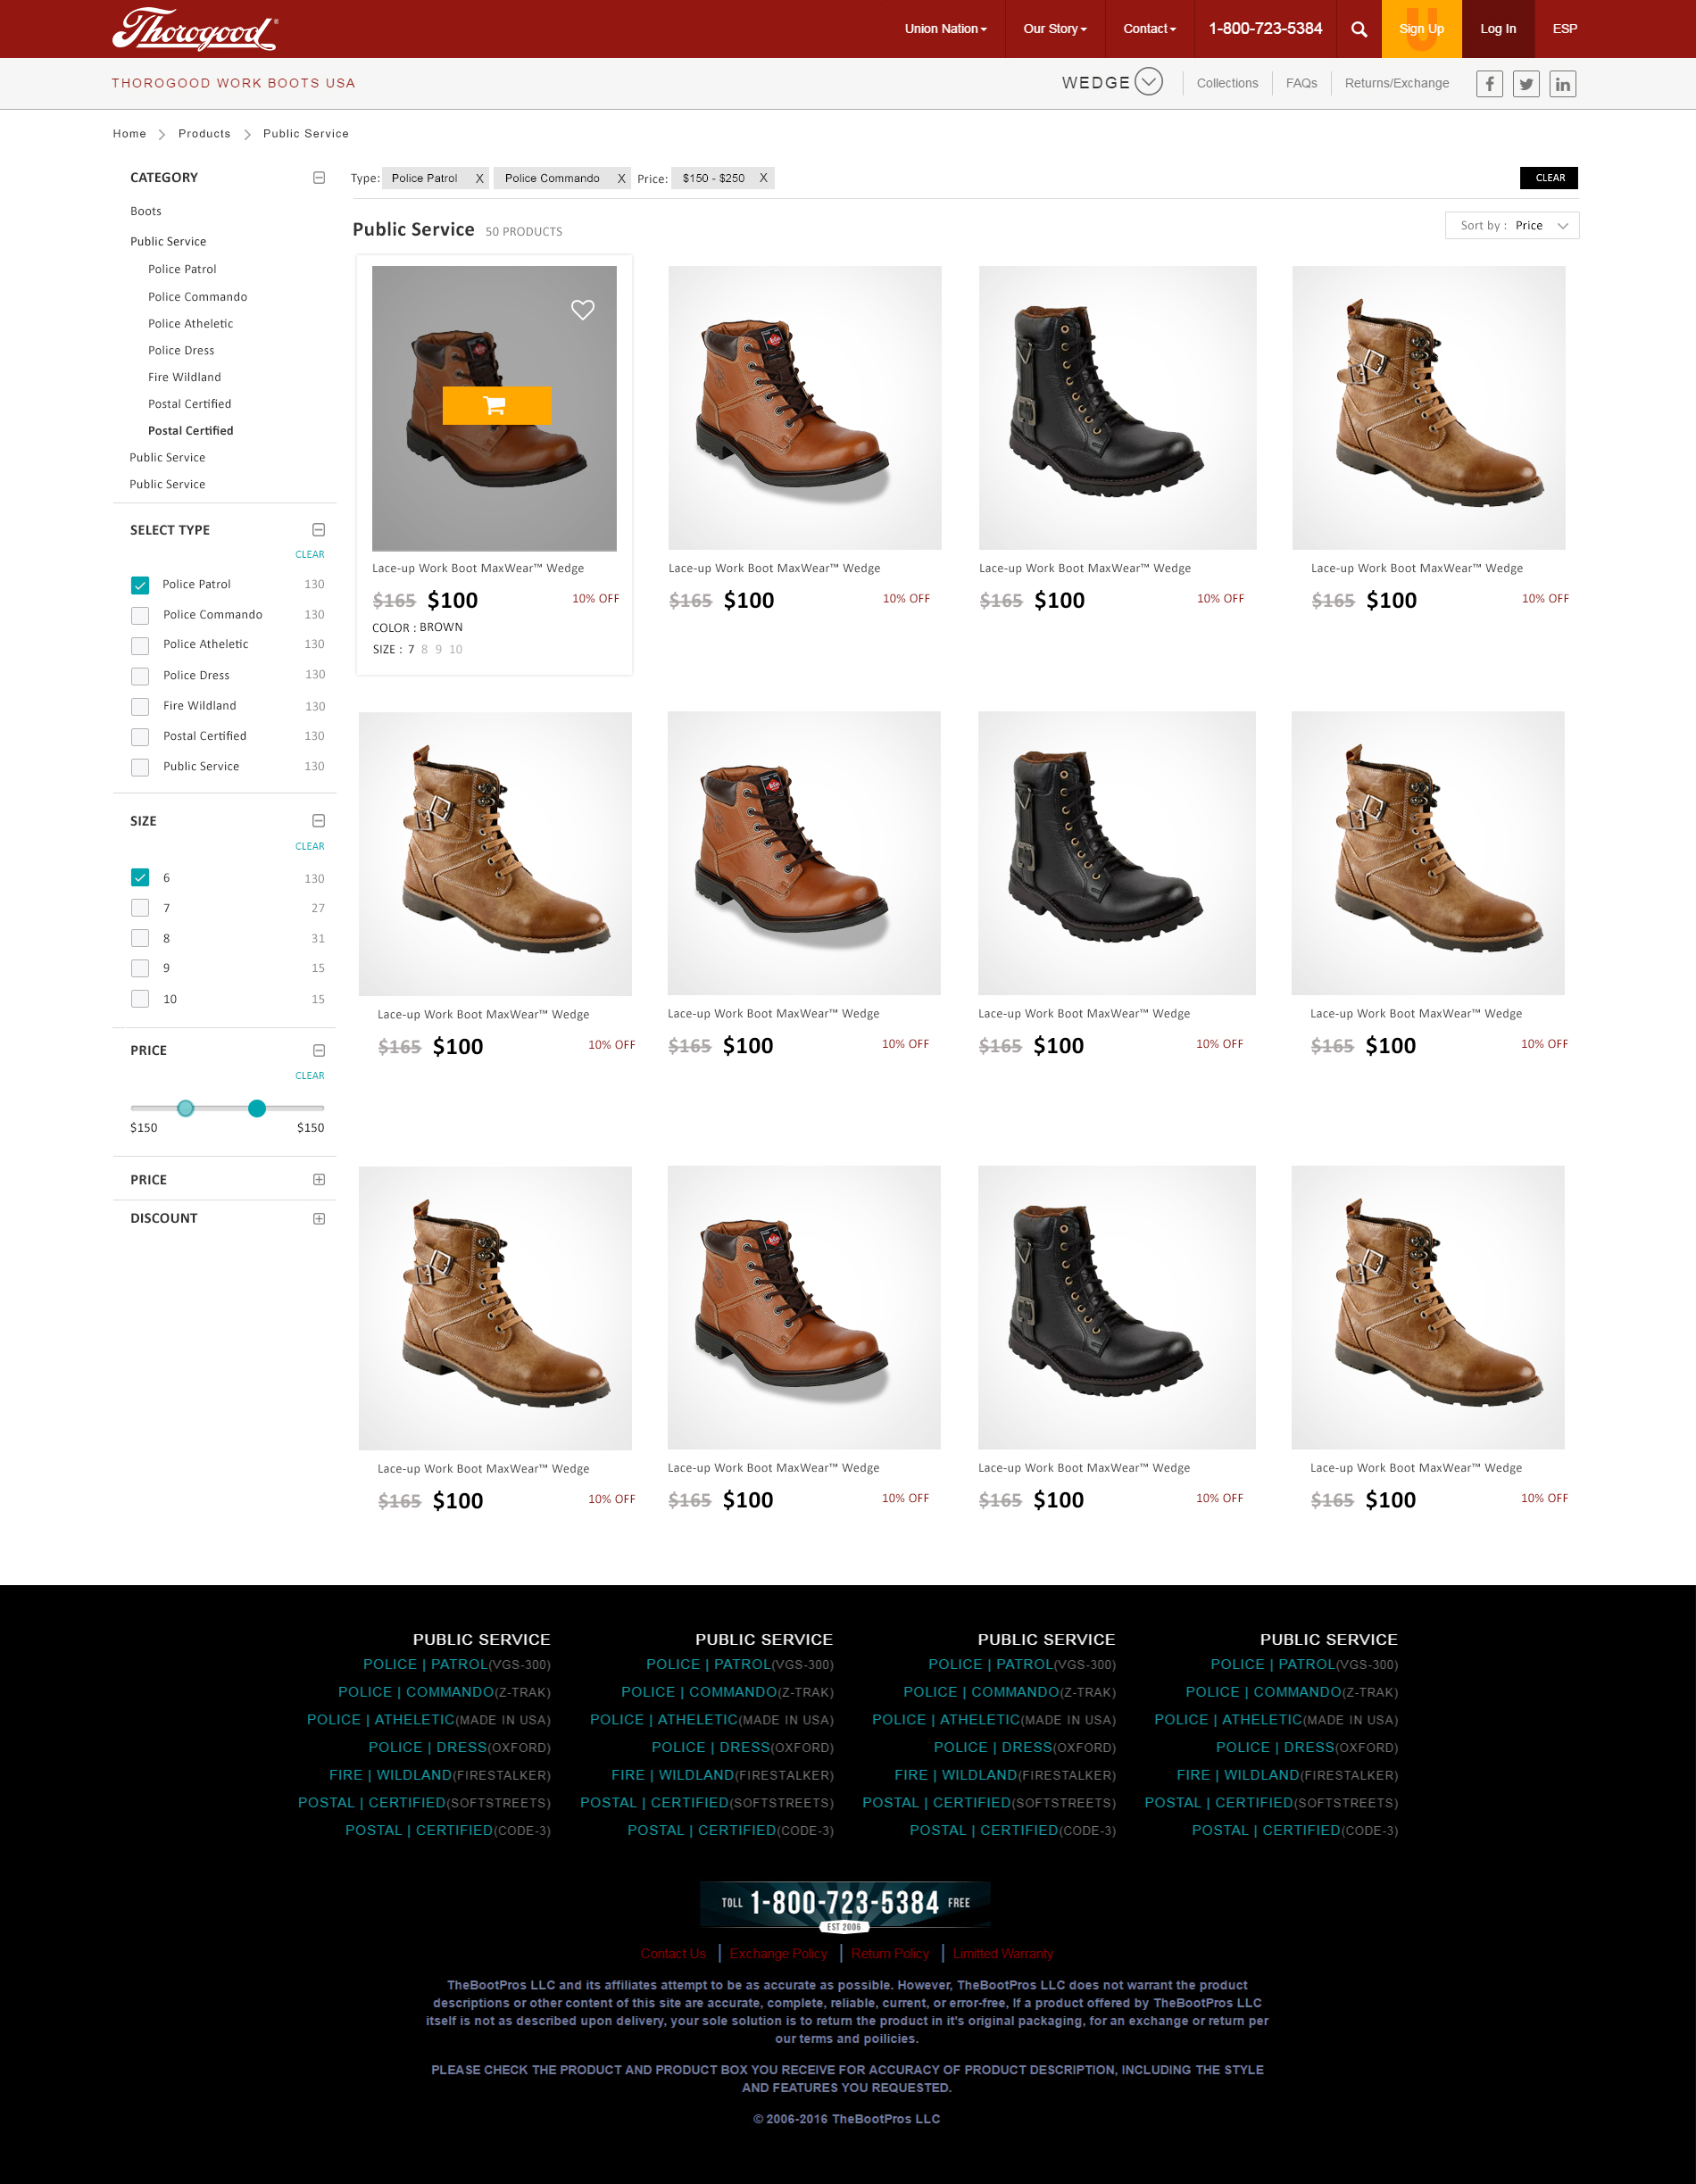 Thorogood®
Union Nation Our Story Contact 1-800-723-5384 Sign Up Log In ESP
THOROGOOD WORK BOOTS USA
WEDGE Collections FAQs Returns/Exchange
Home Products Public Service
CATEGORY
Boots
Public Service
Police Patrol
Police Commando
Police Atheletic
Police Dress
Fire Wildland
Postal Certified
Postal Certified
Public Service
Public Service
SELECT TYPE
CLEAR
Police Patrol 130
Police Commando 130
Police Atheletic 130
Police Dress 130
Fire Wildland 130
Postal Certified 130
Public Service 130
SIZE
CLEAR
6 130
7 27
8 31
9 15
10 15
PRICE
CLEAR
$150 $150
PRICE
DISCOUNT
Type: Police Patrol X Police Commando X Price: $150 - $250 X CLEAR
Public Service 50 PRODUCTS
Sort by : Price
Lace-up Work Boot MaxWear™ Wedge
$165 $100 10% OFF
COLOR : BROWN
SIZE : 7 8 9 10
Lace-up Work Boot MaxWear™ Wedge
$165 $100 10% OFF
Lace-up Work Boot MaxWear™ Wedge
$165 $100 10% OFF
Lace-up Work Boot MaxWear™ Wedge
$165 $100 10% OFF
Lace-up Work Boot MaxWear™ Wedge
$165 $100 10% OFF
Lace-up Work Boot MaxWear™ Wedge
$165 $100 10% OFF
Lace-up Work Boot MaxWear™ Wedge
$165 $100 10% OFF
Lace-up Work Boot MaxWear™ Wedge
$165 $100 10% OFF
Lace-up Work Boot MaxWear™ Wedge
$165 $100 10% OFF
Lace-up Work Boot MaxWear™ Wedge
$165 $100 10% OFF
Lace-up Work Boot MaxWear™ Wedge
$165 $100 10% OFF
Lace-up Work Boot MaxWear™ Wedge
$165 $100 10% OFF
PUBLIC SERVICE
POLICE | PATROL(VGS-300)
POLICE | COMMANDO(Z-TRAK)
POLICE | ATHELETIC(MADE IN USA)
POLICE | DRESS(OXFORD)
FIRE | WILDLAND(FIRESTALKER)
POSTAL | CERTIFIED(SOFTSTREETS)
POSTAL | CERTIFIED(CODE-3)
PUBLIC SERVICE
POLICE | PATROL(VGS-300)
POLICE | COMMANDO(Z-TRAK)
POLICE | ATHELETIC(MADE IN USA)
POLICE | DRESS(OXFORD)
FIRE | WILDLAND(FIRESTALKER)
POSTAL | CERTIFIED(SOFTSTREETS)
POSTAL | CERTIFIED(CODE-3)
PUBLIC SERVICE
POLICE | PATROL(VGS-300)
POLICE | COMMANDO(Z-TRAK)
POLICE | ATHELETIC(MADE IN USA)
POLICE | DRESS(OXFORD)
FIRE | WILDLAND(FIRESTALKER)
POSTAL | CERTIFIED(SOFTSTREETS)
POSTAL | CERTIFIED(CODE-3)
PUBLIC SERVICE
POLICE | PATROL(VGS-300)
POLICE | COMMANDO(Z-TRAK)
POLICE | ATHELETIC(MADE IN USA)
POLICE | DRESS(OXFORD)
FIRE | WILDLAND(FIRESTALKER)
POSTAL | CERTIFIED(SOFTSTREETS)
POSTAL | CERTIFIED(CODE-3)
TOLL 1-800-723-5384 FREE
EST 2006
Contact Us | Exchange Policy | Return Policy | Limitted Warranty
TheBootPros LLC and its affiliates attempt to be as accurate as possible. However, TheBootPros LLC does not warrant the product
descriptions or other content of this site are accurate, complete, reliable, current, or error-free, If a product offered by TheBootPros LLC
itself is not as described upon delivery, your sole solution is to return the product in it's original packaging, for an exchange or return per
our terms and poilicies.
PLEASE CHECK THE PRODUCT AND PRODUCT BOX YOU RECEIVE FOR ACCURACY OF PRODUCT DESCRIPTION, INCLUDING THE STYLE
AND FEATURES YOU REQUESTED.
© 2006-2016 TheBootPros LLC